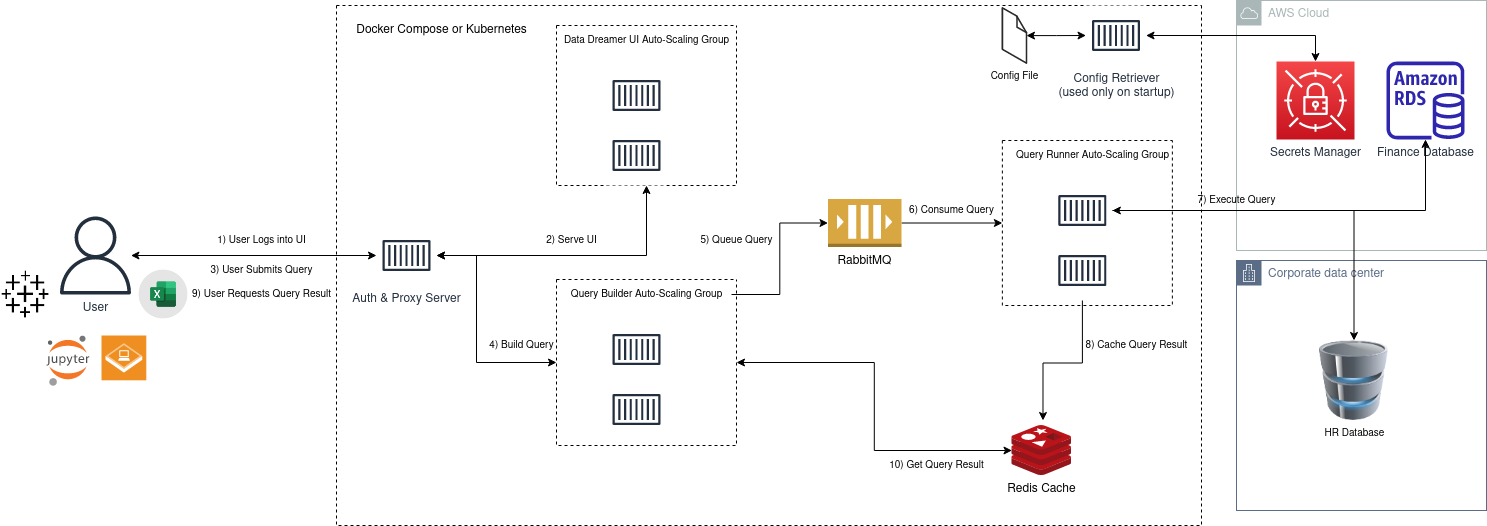 Docker Compose or Kubernetes
Data Dreamer UI Auto-Scaling Group
Config File
Config Retriever
(used only on startup)
AWS Cloud
Amazon
RDS
Secrets Manager
Finance Database
Query Runner Auto-Scaling Group
7) Execute Query
1) User Logs into UI
3) User Submits Query
9) User Requests Query Result
User
X
jupyter
Auth & Proxy Server
2) Serve UI
4) Build Query
5) Queue Query
RabbitMQ
6) Consume Query
Query Builder Auto-Scaling Group
8) Cache Query Result
10) Get Query Result
Redis Cache
Corporate data center
HR Database